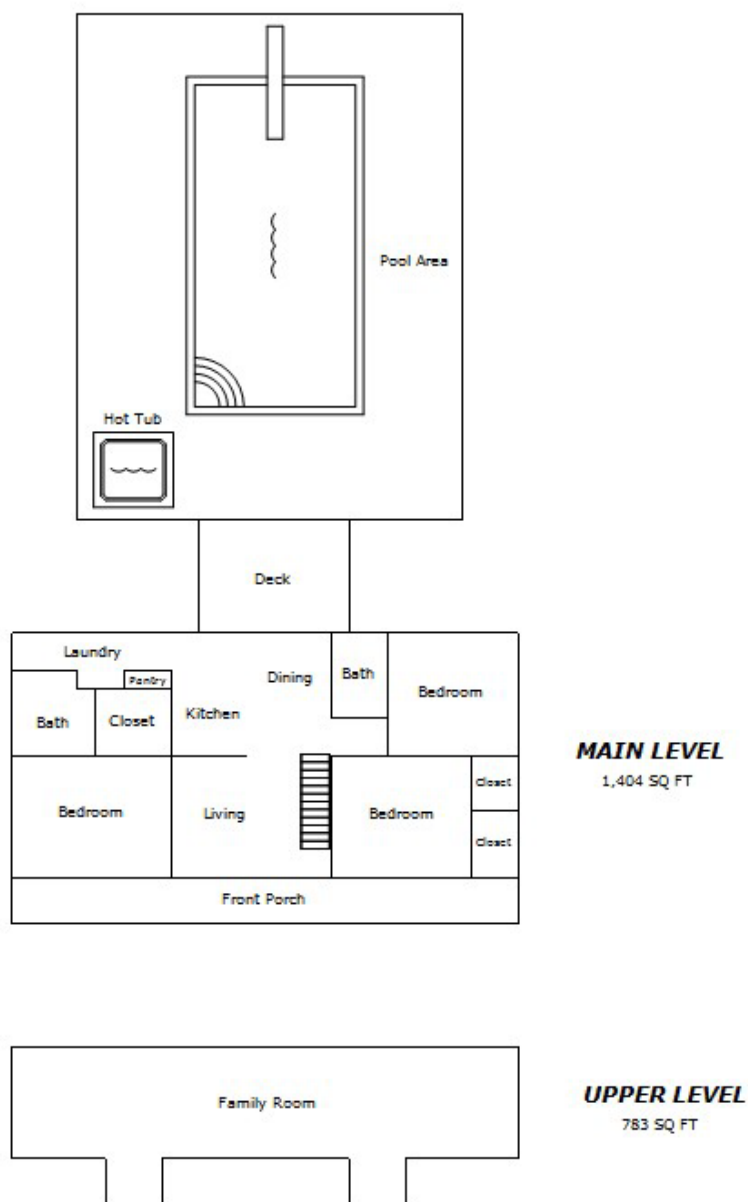 Pool Area
Hot Tub
Deck
Laundry
Pantry
Dining
Bath
Bedroom
Bath
Closet
Kitchen
MAIN LEVEL
1,404 SQ FT
Bedroom
Living
Bedroom
Closet
Closet
Front Porch
Family Room
UPPER LEVEL
783 SQ FT